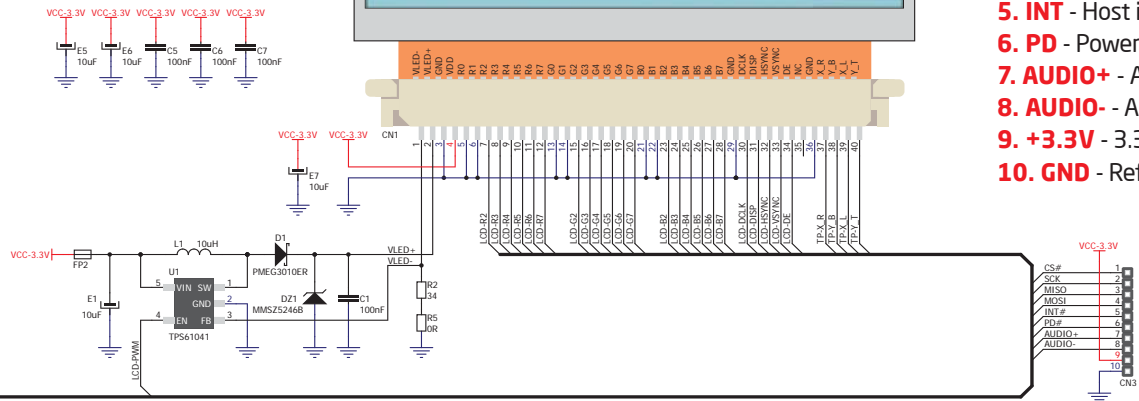 VCC-3.3V VCC-3.3V VCC-3.3V VCC-3.3V VCC-3.3V
E5 E6 C5 C6 C7
10uF 10uF 100nF 100nF 100nF
5. INT - Host i
6. PD - Power
7. AUDIO+ - A
8. AUDIO- - A
9. +3.3V - 3.3
10. GND - Ref
VLED- VLED+ GND VDD R0 R1 R2 R3 R4 R5 R6 R7 G0 G1 G2 G3 G4 G5 G6 G7 B0 B1 B2 B3 B4 B5 B6 B7 GND DCLK DISP HSYNC VSYNC DE NC GND X_R Y_B X_L Y_T
CN1
1 2 3 4 5 6 7 8 9 10 11 12 13 14 15 16 17 18 19 20 21 22 23 24 25 26 27 28 29 30 31 32 33 34 35 36 37 38 39 40
VCC-3.3V VCC-3.3V
E7
10uF
LCD-R2 LCD-R3 LCD-R4 LCD-R5 LCD-R6 LCD-R7 LCD-G2 LCD-G3 LCD-G4 LCD-G5 LCD-G6 LCD-G7 LCD-B2 LCD-B3 LCD-B4 LCD-B5 LCD-B6 LCD-B7 LCD-DCLK LCD-DISP LCD-HSYNC LCD-VSYNC LCD-DE TP-X_R TP-Y_B TP-X_L TP-Y_T
VCC-3.3V
FP2
L1 10uH
D1
PMEG3010ER
VLED+
VLED-
E1
10uF
U1
5 VIN SW 1
GND 2
4 EN FB 3
TPS61041
LCD-PWM
DZ1
MMSZ5246B
C1
100nF
R2
34
R5
0R
VCC-3.3V
CS# 1
SCK 2
MISO 3
MOSI 4
INT# 5
PD# 6
AUDIO+ 7
AUDIO- 8
9
10
CN3